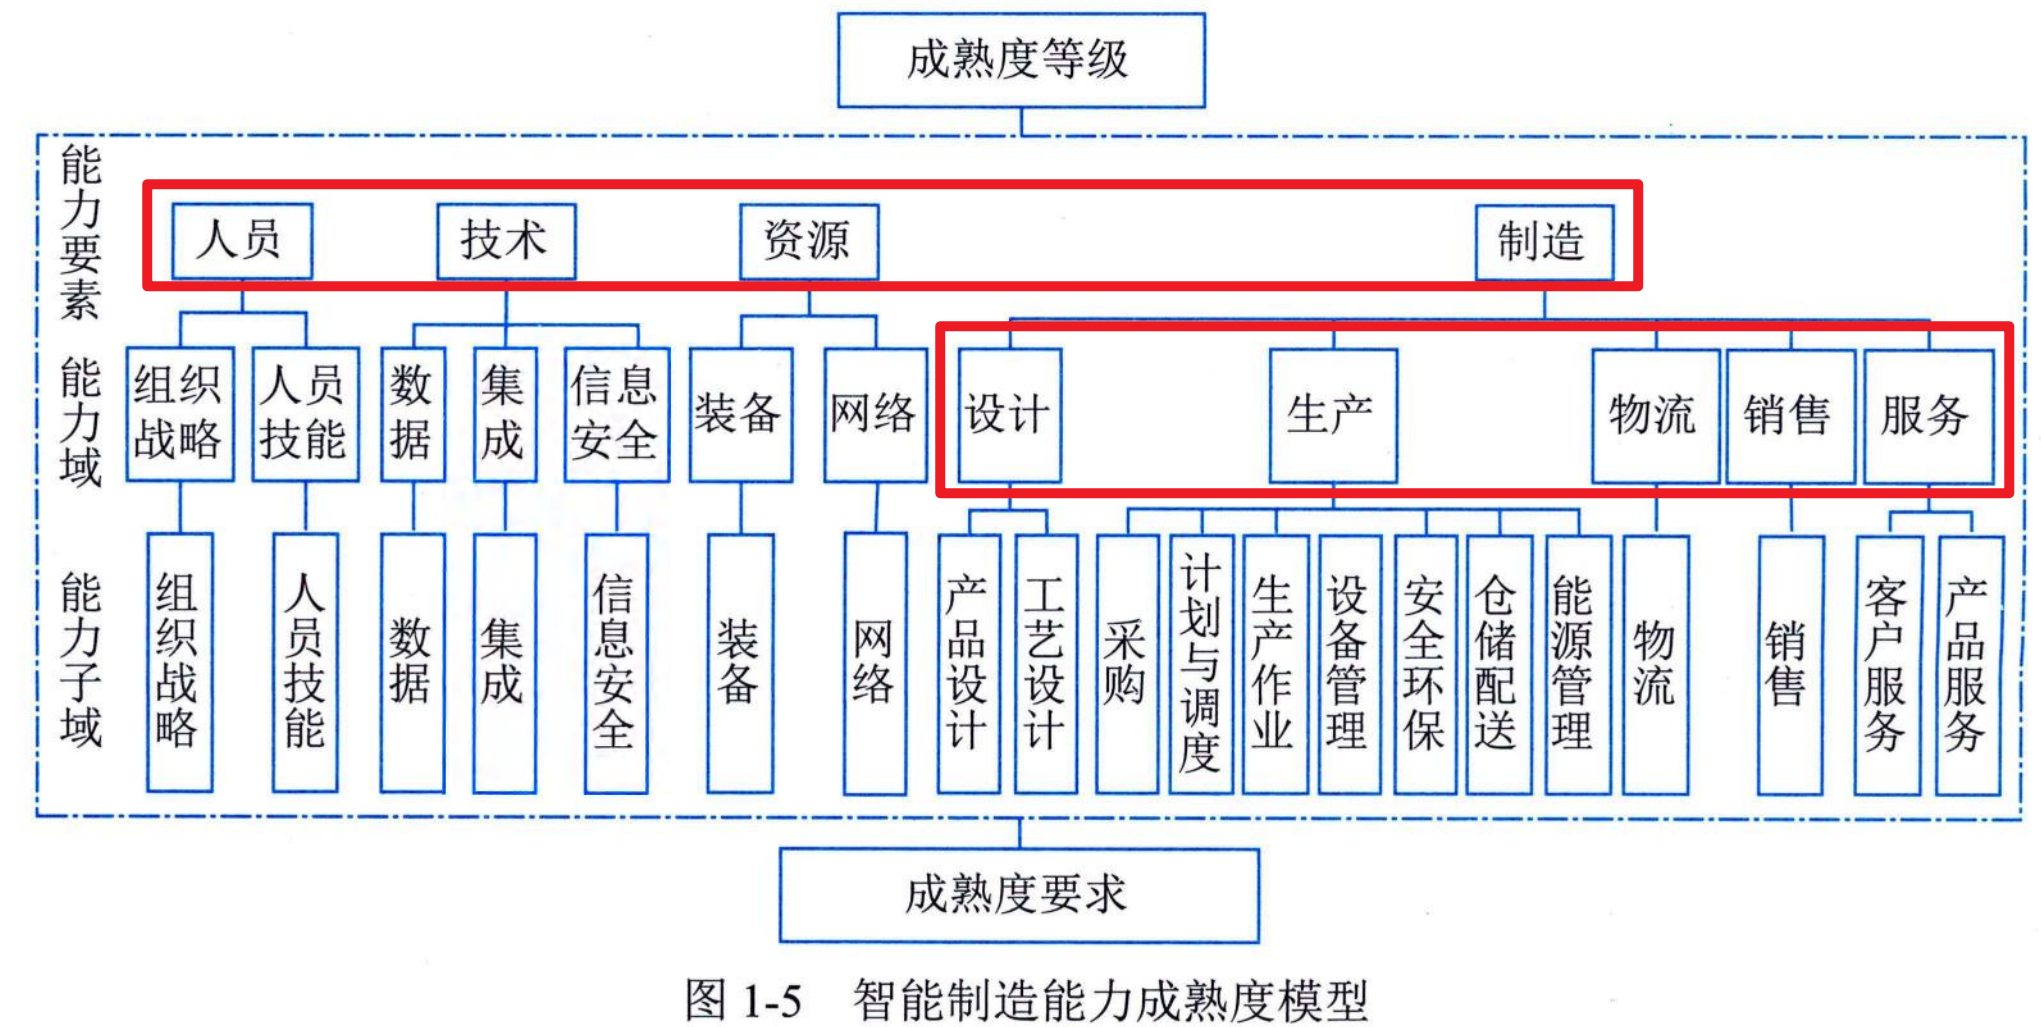 成熟度等级
能力要素
人员
技术
资源
制造
能力域
组织战略
人员技能
数据
集成
信息安全
装备
网络
设计
生产
物流
销售
服务
能力子域
组织战略
人员技能
数据
集成
信息安全
装备
网络
产品设计
工艺设计
采购
计划与调度
生产作业
设备管理
安全环保
仓储配送
能源管理
物流
销售
客户服务
产品服务
成熟度要求
图 1-5 智能制造能力成熟度模型